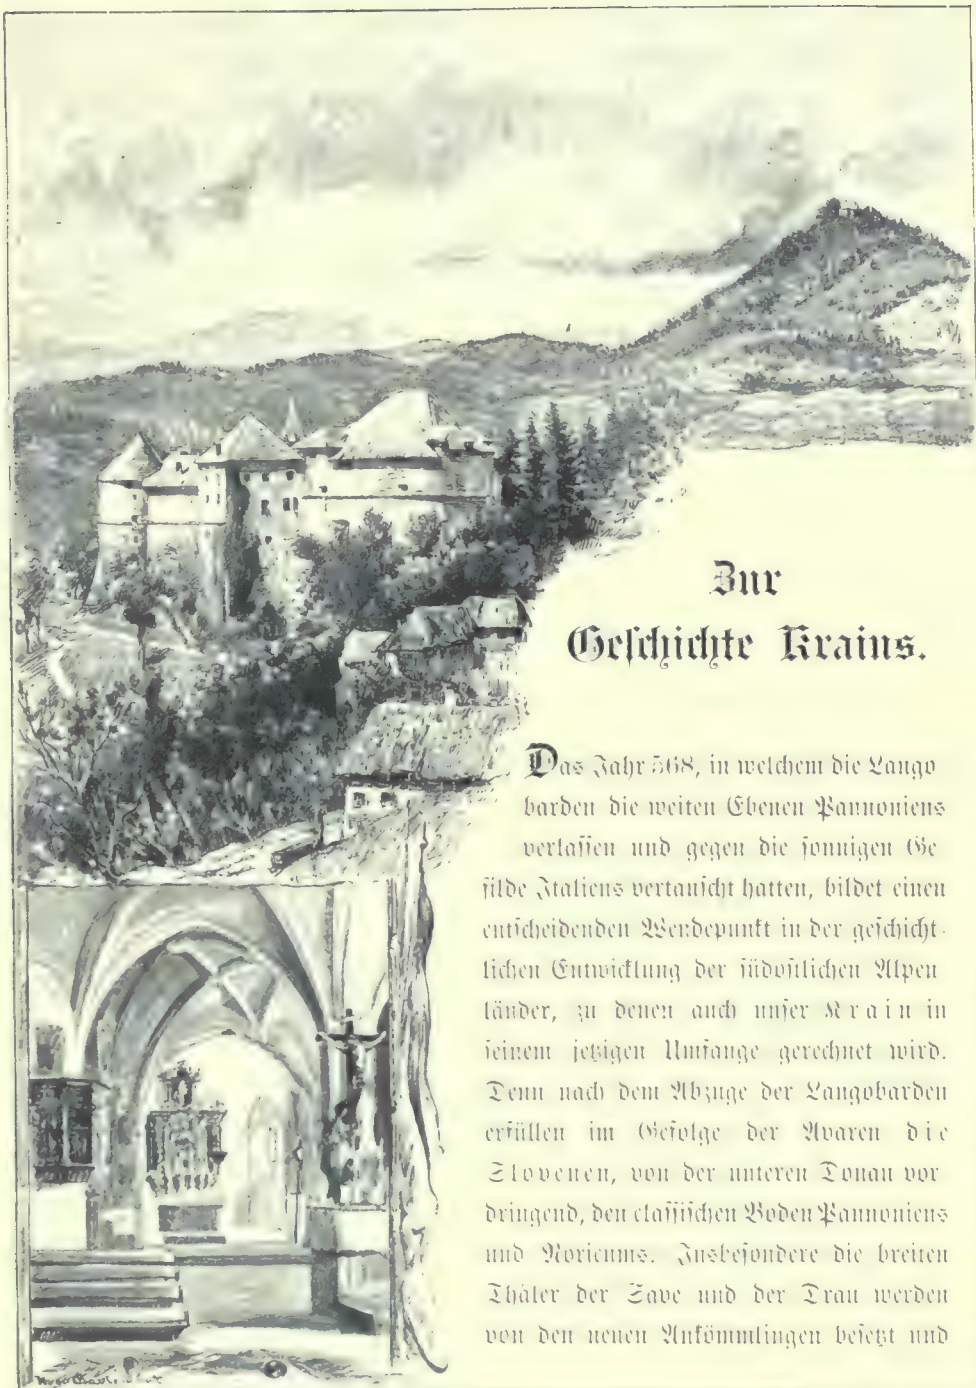 Zur
Geschichte Krains.
Das Jahr 568, in welchem die Lango
barden die weiten Ebenen Pannoniens
verlassen und gegen die sonnigen Ge
filde Italiens vertauscht hatten, bildet einen
entscheidenden Wendepunkt in der geschicht-
lichen Entwicklung der südostlichen Alpen
länder, zu denen auch unser Krain in
seinem jetzigen Umfange gerechnet wird.
Denn nach dem Abzuge der Langobarden
erfüllen im Gefolge der Avaren die
Slovenen, von der unteren Donau vor
dringend, den classischen Boden Pannoniens
und Noricums. Insbesondere die breiten
Thäler der Save und der Drau werden
von den neuen Ankömmlingen besetzt und